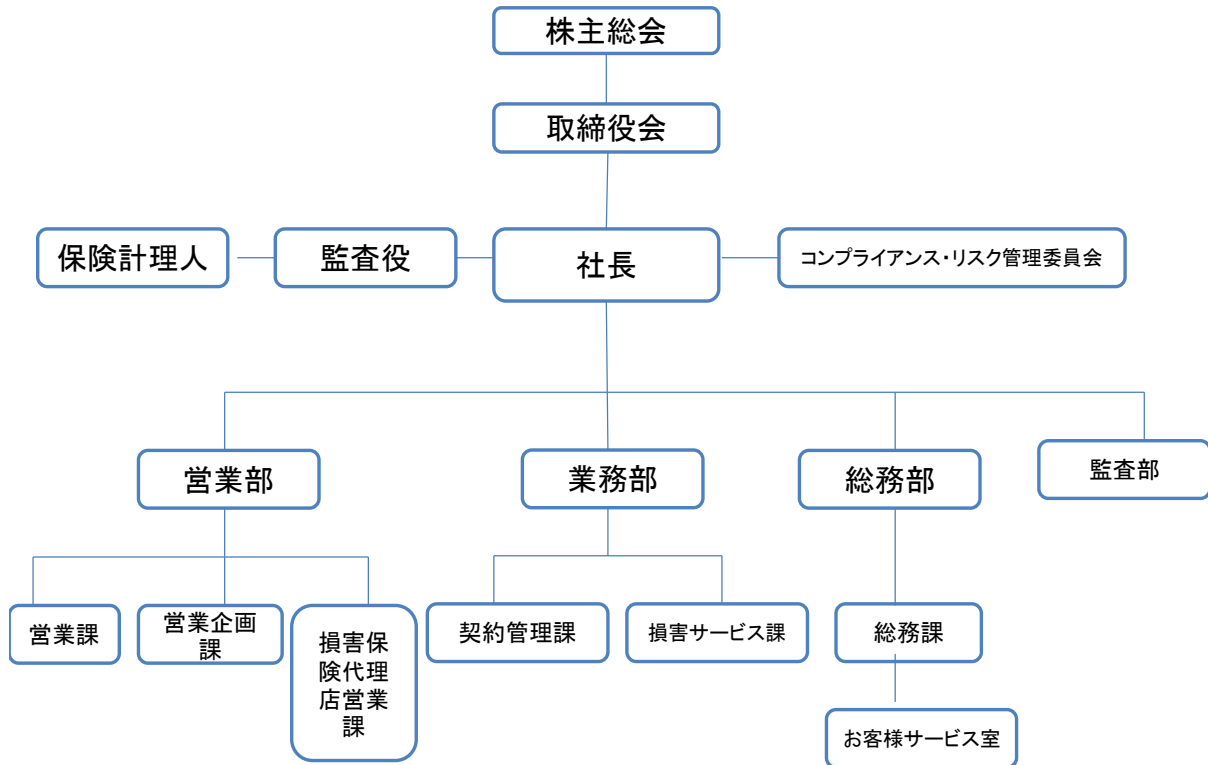 株主総会
取締役会
保険計理人
監査役
社長
コンプライアンス・リスク管理委員会
営業部
業務部
総務部
監査部
営業課
営業企画
課
損害保
険代理
店営業
課
契約管理課
損害サービス課
総務課
お客様サービス室